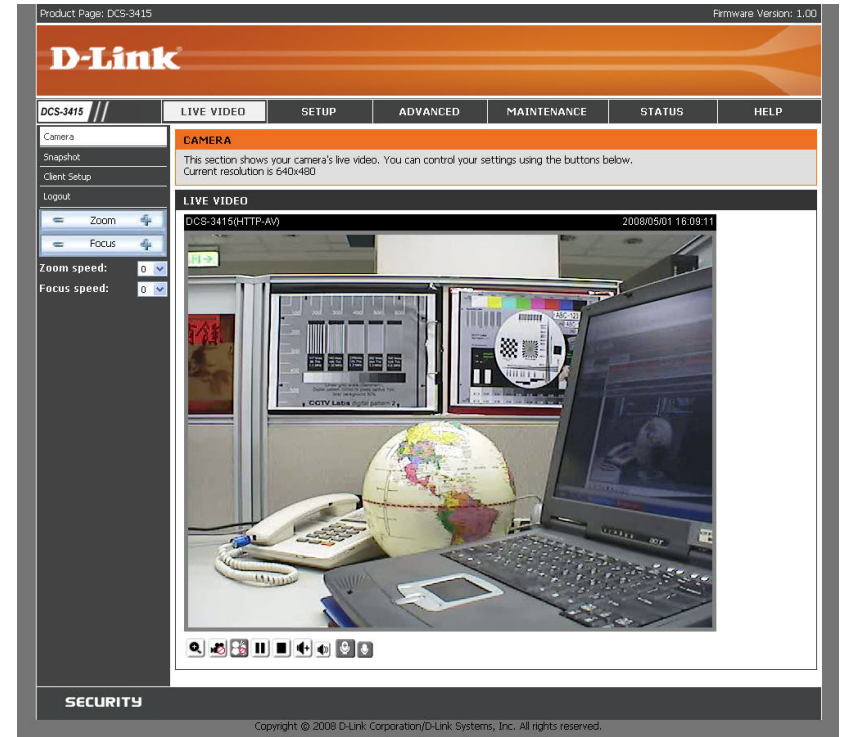 Product Page: DCS-3415
Firmware Version: 1.00
D-Link
DCS-3415
LIVE VIDEO
SETUP
ADVANCED
MAINTENANCE
STATUS
HELP
Camera
Snapshot
Client Setup
Logout
Zoom
Focus
Zoom speed: 0
Focus speed: 0
CAMERA
This section shows your camera's live video. You can control your settings using the buttons below.
Current resolution is 640x480
LIVE VIDEO
DCS-3415(HTTP-AV)
2008/05/01 16:09:11
ABC-123
CCTV Labs digital pattern 2
SECURITY
Copyright © 2008 D-Link Corporation/D-Link Systems, Inc. All rights reserved.